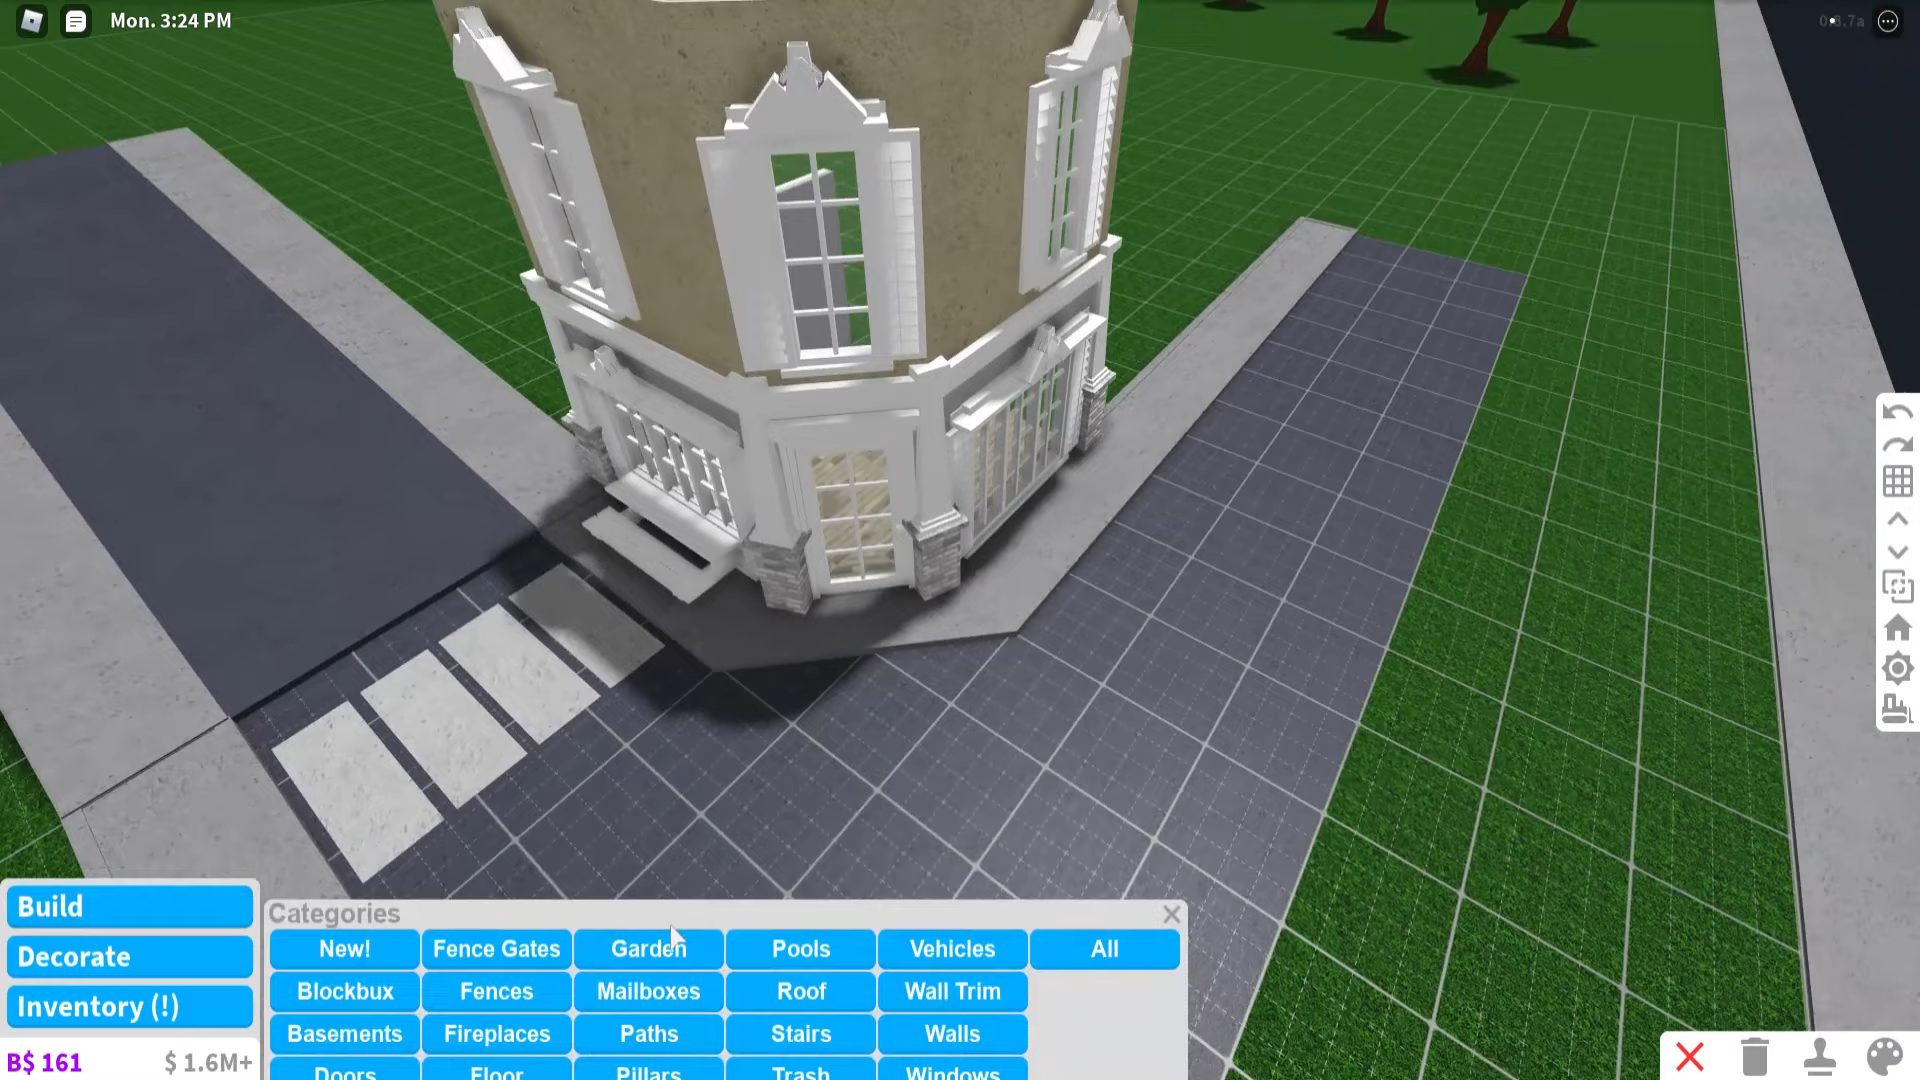 Mon. 3:24 PM
Build
Decorate
Inventory (!)
B$ 161
$ 1.6M+
Categories
New!
Fence Gates
Garden
Pools
Vehicles
All
Blockbux
Fences
Mailboxes
Roof
Wall Trim
Basements
Fireplaces
Paths
Stairs
Walls
Doors
Floor
Pillars
Trash
Windows